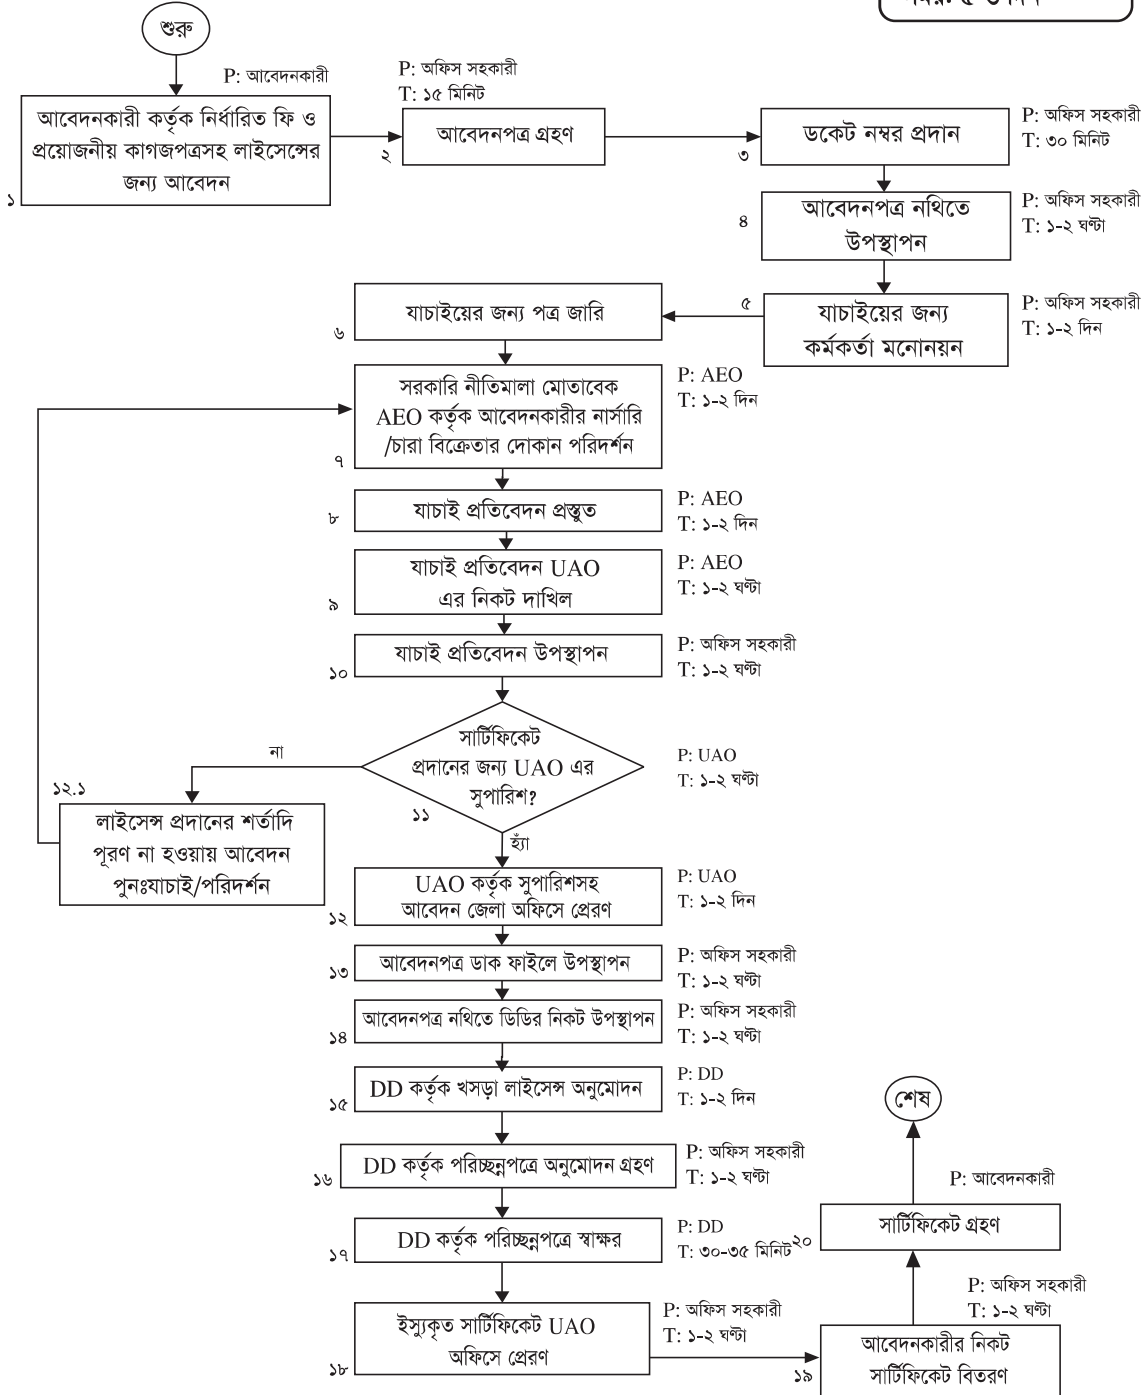 শুরু
P: আবেদনকারী
আবেদনকারী কর্তৃক নির্ধারিত ফি ও
প্রয়োজনীয় কাগজপত্রসহ লাইসেন্সের
জন্য আবেদন
১
P: অফিস সহকারী
T: ১৫ মিনিট
আবেদনপত্র গ্রহণ
২
ডকেট নম্বর প্রদান
৩
P: অফিস সহকারী
T: ৩০ মিনিট
আবেদনপত্র নথিতে
উপস্থাপন
৪
P: অফিস সহকারী
T: ১-২ ঘণ্টা
৫
যাচাইয়ের জন্য
কর্মকর্তা মনোনয়ন
P: অফিস সহকারী
T: ১-২ দিন
যাচাইয়ের জন্য পত্র জারি
৬
সরকারি নীতিমালা মোতাবেক
AEO কর্তৃক আবেদনকারীর নার্সারি
/চারা বিক্রেতার দোকান পরিদর্শন
৭
P: AEO
T: ১-২ দিন
যাচাই প্রতিবেদন প্রস্তুত
৮
P: AEO
T: ১-২ দিন
যাচাই প্রতিবেদন UAO
এর নিকট দাখিল
৯
P: AEO
T: ১-২ ঘণ্টা
যাচাই প্রতিবেদন উপস্থাপন
১০
P: অফিস সহকারী
T: ১-২ ঘণ্টা
সার্টিফিকেট
প্রদানের জন্য UAO এর
সুপারিশ?
১১
P: UAO
T: ১-২ ঘণ্টা
না
১২.১
লাইসেন্স প্রদানের শর্তাদি
পূরণ না হওয়ায় আবেদন
পুনঃযাচাই/পরিদর্শন
হ্যাঁ
UAO কর্তৃক সুপারিশসহ
আবেদন জেলা অফিসে প্রেরণ
১২
P: UAO
T: ১-২ দিন
আবেদনপত্র ডাক ফাইলে উপস্থাপন
১৩
P: অফিস সহকারী
T: ১-২ ঘণ্টা
আবেদনপত্র নথিতে ডিডির নিকট উপস্থাপন
১৪
P: অফিস সহকারী
T: ১-২ ঘণ্টা
DD কর্তৃক খসড়া লাইসেন্স অনুমোদন
১৫
P: DD
T: ১-২ দিন
DD কর্তৃক পরিচ্ছন্নপত্রে অনুমোদন গ্রহণ
১৬
P: অফিস সহকারী
T: ১-২ ঘণ্টা
DD কর্তৃক পরিচ্ছন্নপত্রে স্বাক্ষর
১৭
P: DD
T: ৩০-৩৫ মিনিট
ইস্যুকৃত সার্টিফিকেট UAO
অফিসে প্রেরণ
১৮
P: অফিস সহকারী
T: ১-২ ঘণ্টা
আবেদনকারীর নিকট
সার্টিফিকেট বিতরণ
১৯
P: অফিস সহকারী
T: ১-২ ঘণ্টা
সার্টিফিকেট গ্রহণ
২০
P: আবেদনকারী
শেষ